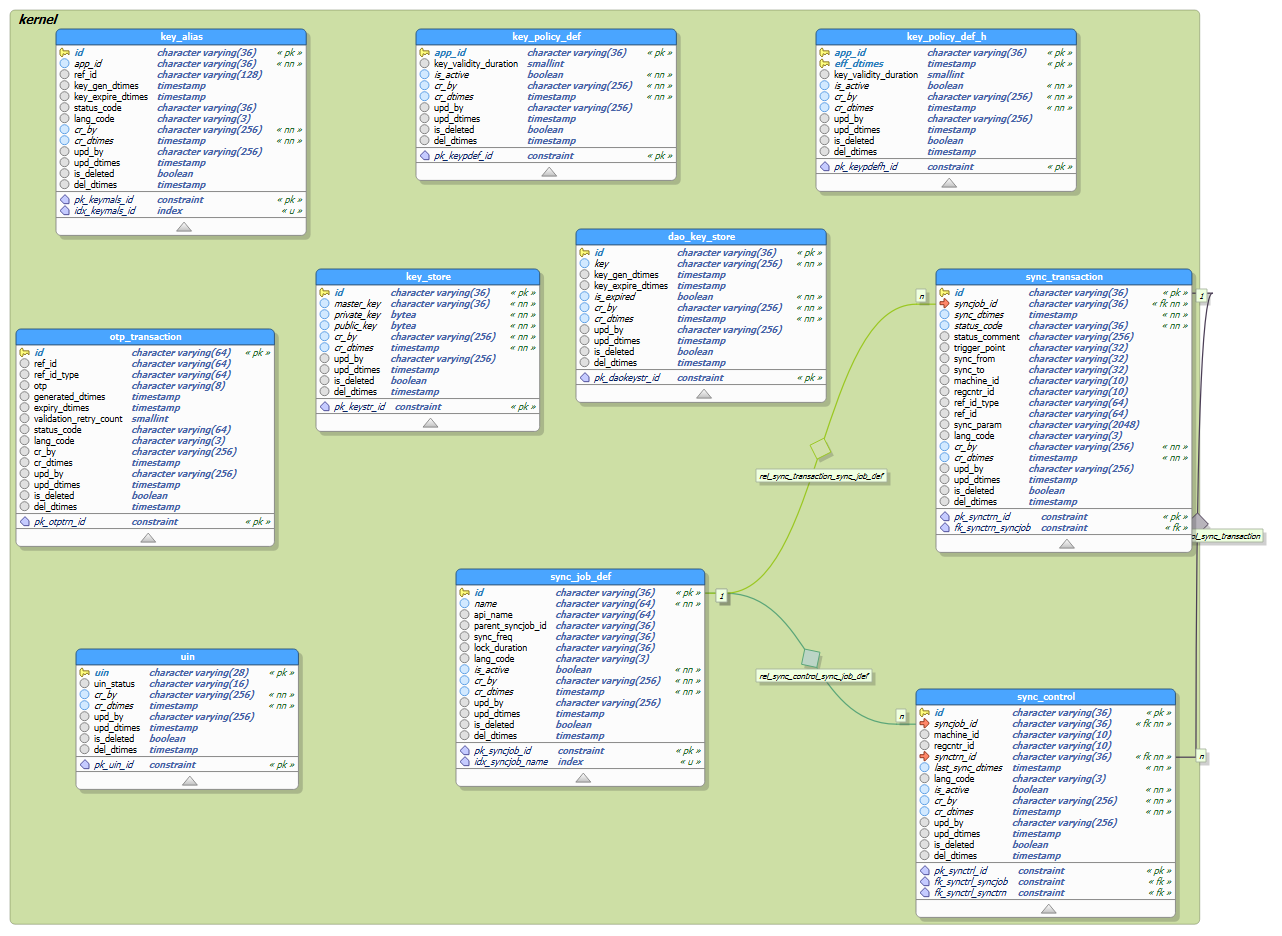 kernel
key_alias
id character varying(36) « pk »
app_id character varying(36) « nn »
ref_id character varying(128)
key_gen_dtimes timestamp
key_expire_dtimes timestamp
status_code character varying(36)
lang_code character varying(3)
cr_by character varying(256) « nn »
cr_dtimes timestamp « nn »
upd_by character varying(256)
upd_dtimes timestamp
is_deleted boolean
del_dtimes timestamp
pk_keymals_id constraint « pk »
idx_keymals_id index « u »
key_policy_def
app_id character varying(36) « pk »
key_validity_duration smallint
is_active boolean « nn »
cr_by character varying(256) « nn »
cr_dtimes timestamp « nn »
upd_by character varying(256)
upd_dtimes timestamp
is_deleted boolean
del_dtimes timestamp
pk_keypdef_id constraint « pk »
key_policy_def_h
app_id character varying(36) « pk »
eff_dtimes timestamp « pk »
key_validity_duration smallint
is_active boolean « nn »
cr_by character varying(256) « nn »
cr_dtimes timestamp « nn »
upd_by character varying(256)
upd_dtimes timestamp
is_deleted boolean
del_dtimes timestamp
pk_keypdefh_id constraint « pk »
dao_key_store
id character varying(36) « pk »
key character varying(256) « nn »
key_gen_dtimes timestamp
key_expire_dtimes timestamp
is_expired boolean « nn »
cr_by character varying(256) « nn »
cr_dtimes timestamp « nn »
upd_by character varying(256)
upd_dtimes timestamp
is_deleted boolean
del_dtimes timestamp
pk_daokeystr_id constraint « pk »
key_store
id character varying(36) « pk »
master_key character varying(36) « nn »
private_key bytea « nn »
public_key bytea « nn »
cr_by character varying(256) « nn »
cr_dtimes timestamp « nn »
upd_by character varying(256)
upd_dtimes timestamp
is_deleted boolean
del_dtimes timestamp
pk_keystr_id constraint « pk »
sync_transaction
id character varying(36) « pk »
syncjob_id character varying(36) « fk nn »
sync_dtimes timestamp « nn »
status_code character varying(36) « nn »
status_comment character varying(256)
trigger_point character varying(32)
sync_from character varying(32)
sync_to character varying(32)
machine_id character varying(10)
regcntr_id character varying(10)
ref_id_type character varying(64)
ref_id character varying(64)
sync_param character varying(2048)
lang_code character varying(3)
cr_by character varying(256) « nn »
cr_dtimes timestamp « nn »
upd_by character varying(256)
upd_dtimes timestamp
is_deleted boolean
del_dtimes timestamp
pk_synctrn_id constraint « pk »
fk_synctrn_syncjob constraint « fk »
n
1
otp_transaction
id character varying(64) « pk »
ref_id character varying(64)
ref_id_type character varying(64)
otp character varying(8)
generated_dtimes timestamp
expiry_dtimes timestamp
validation_retry_count smallint
status_code character varying(64)
lang_code character varying(3)
cr_by character varying(256)
cr_dtimes timestamp
upd_by character varying(256)
upd_dtimes timestamp
is_deleted boolean
del_dtimes timestamp
pk_otptrn_id constraint « pk »
rel_sync_transaction_sync_job_def
ol_sync_transaction
sync_job_def
id character varying(36) « pk »
name character varying(64) « nn »
api_name character varying(64)
parent_syncjob_id character varying(36)
sync_freq character varying(36)
lock_duration character varying(36)
lang_code character varying(3)
is_active boolean « nn »
cr_by character varying(256) « nn »
cr_dtimes timestamp « nn »
upd_by character varying(256)
upd_dtimes timestamp
is_deleted boolean
del_dtimes timestamp
pk_syncjob_id constraint « pk »
idx_syncjob_name index « u »
1
uin
uin character varying(28) « pk »
uin_status character varying(16)
cr_by character varying(256) « nn »
cr_dtimes timestamp « nn »
upd_by character varying(256)
upd_dtimes timestamp
is_deleted boolean
del_dtimes timestamp
pk_uin_id constraint « pk »
rel_sync_control_sync_job_def
n
sync_control
id character varying(36) « pk »
syncjob_id character varying(36) « fk nn »
machine_id character varying(10)
regcntr_id character varying(10)
synctrn_id character varying(36) « fk nn »
last_sync_dtimes timestamp « nn »
lang_code character varying(3)
is_active boolean « nn »
cr_by character varying(256) « nn »
cr_dtimes timestamp « nn »
upd_by character varying(256)
upd_dtimes timestamp
is_deleted boolean
del_dtimes timestamp
pk_synctrl_id constraint « pk »
fk_synctrl_syncjob constraint « fk »
fk_synctrl_synctrn constraint « fk »
n